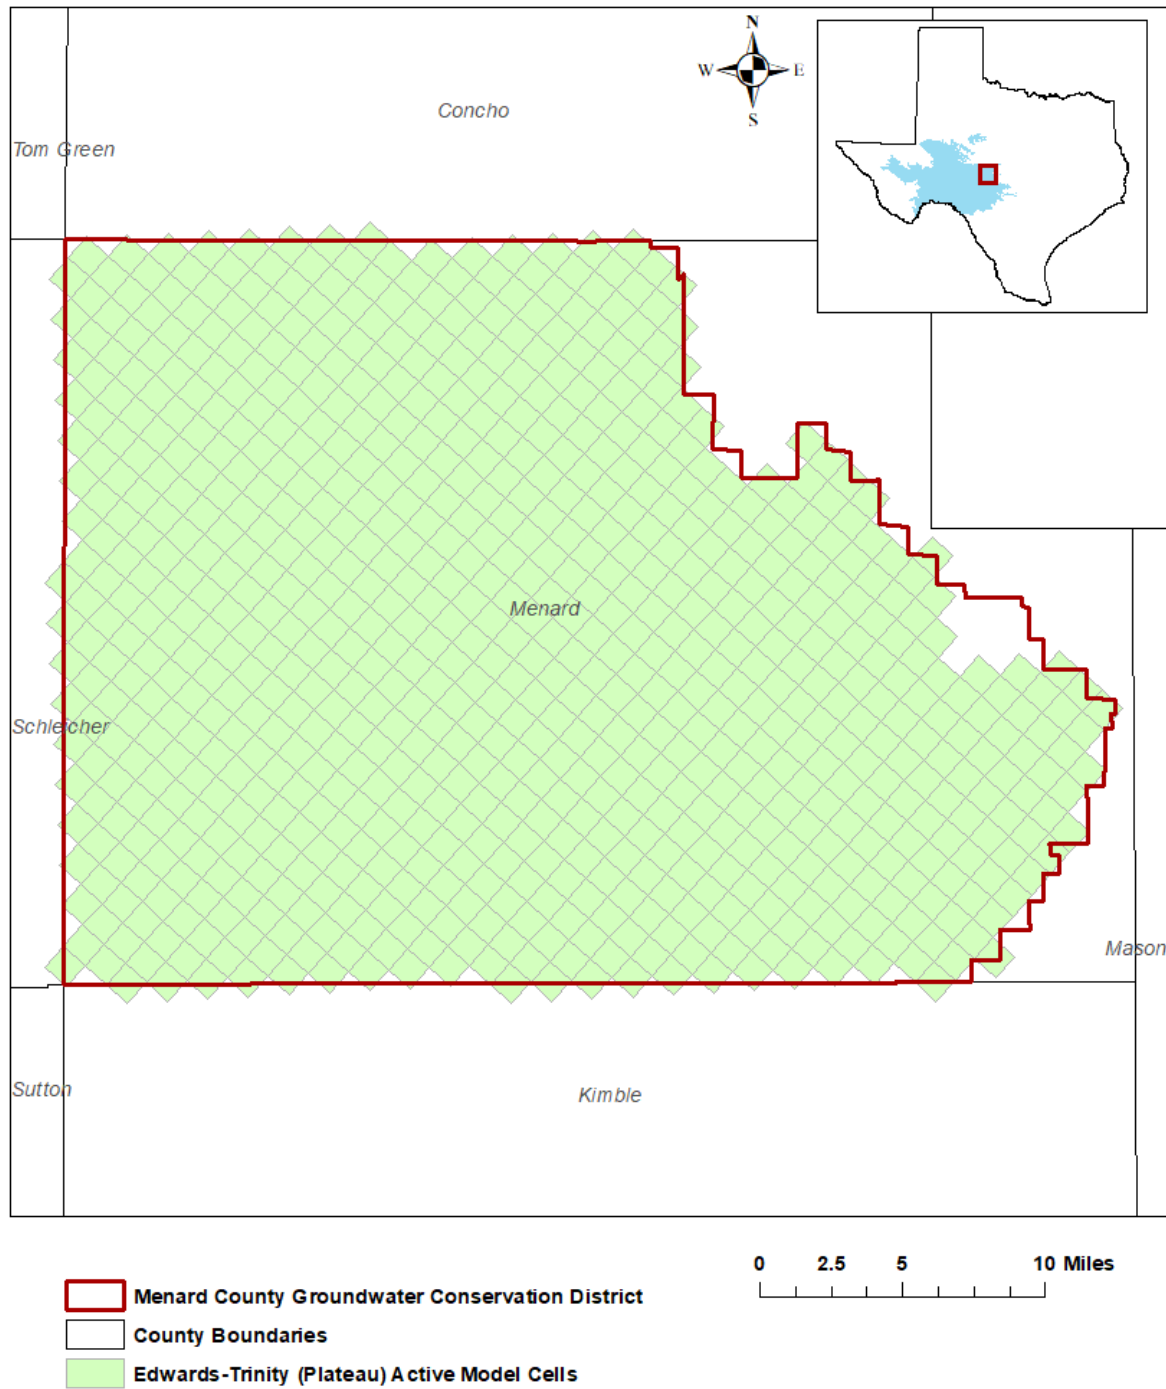 N
W E
S
Concho
Tom Green
Menard
Schleicher
Mason
Sutton
Kimble
0 2.5 5 10 Miles
Menard County Groundwater Conservation District
County Boundaries
Edwards-Trinity (Plateau) Active Model Cells